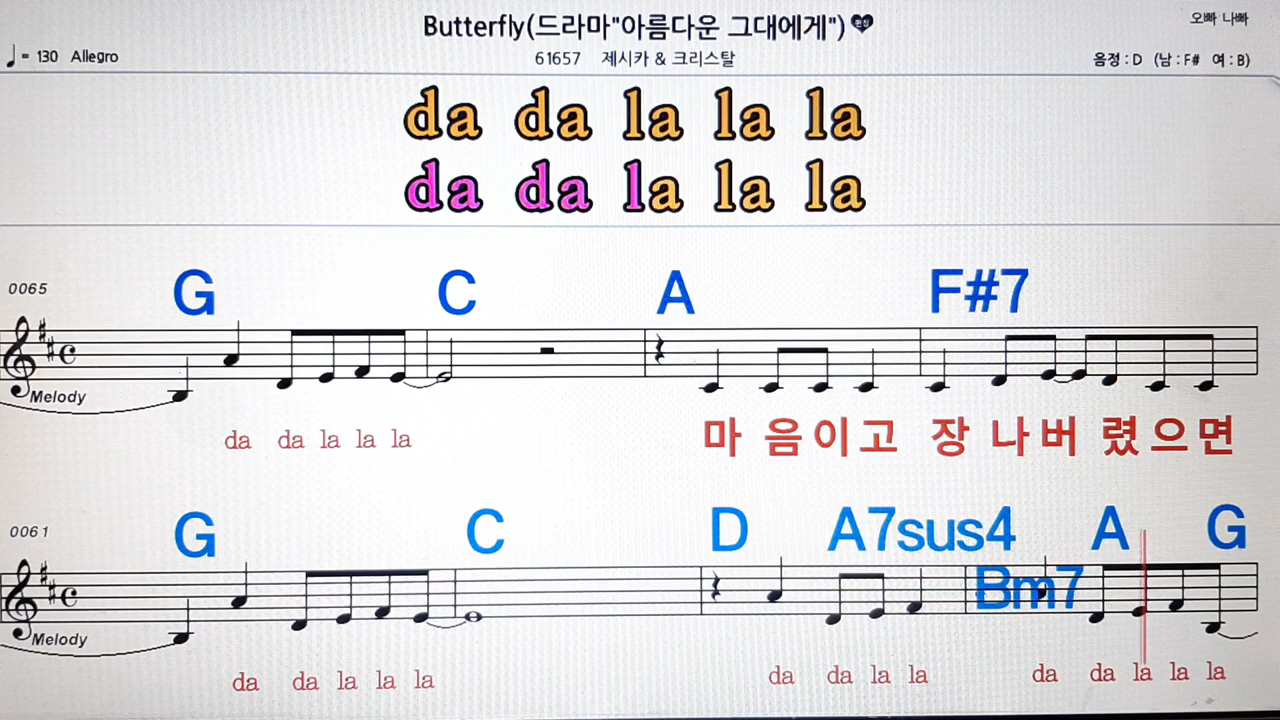 Butterfly(드라마"아름다운 그대에게")
오빠 나빠
♩= 130 Allegro
61657 제시카 & 크리스탈
음정 : D (남 : F# 여 : B)
da da la la la
da da la la la
0065
G C A F#7
Melody
da da la la la 마 음이고 장 나버 렸으면
0061
G C D A7sus4 Bm7 A G
Melody
da da la la la da da la la da da la la la